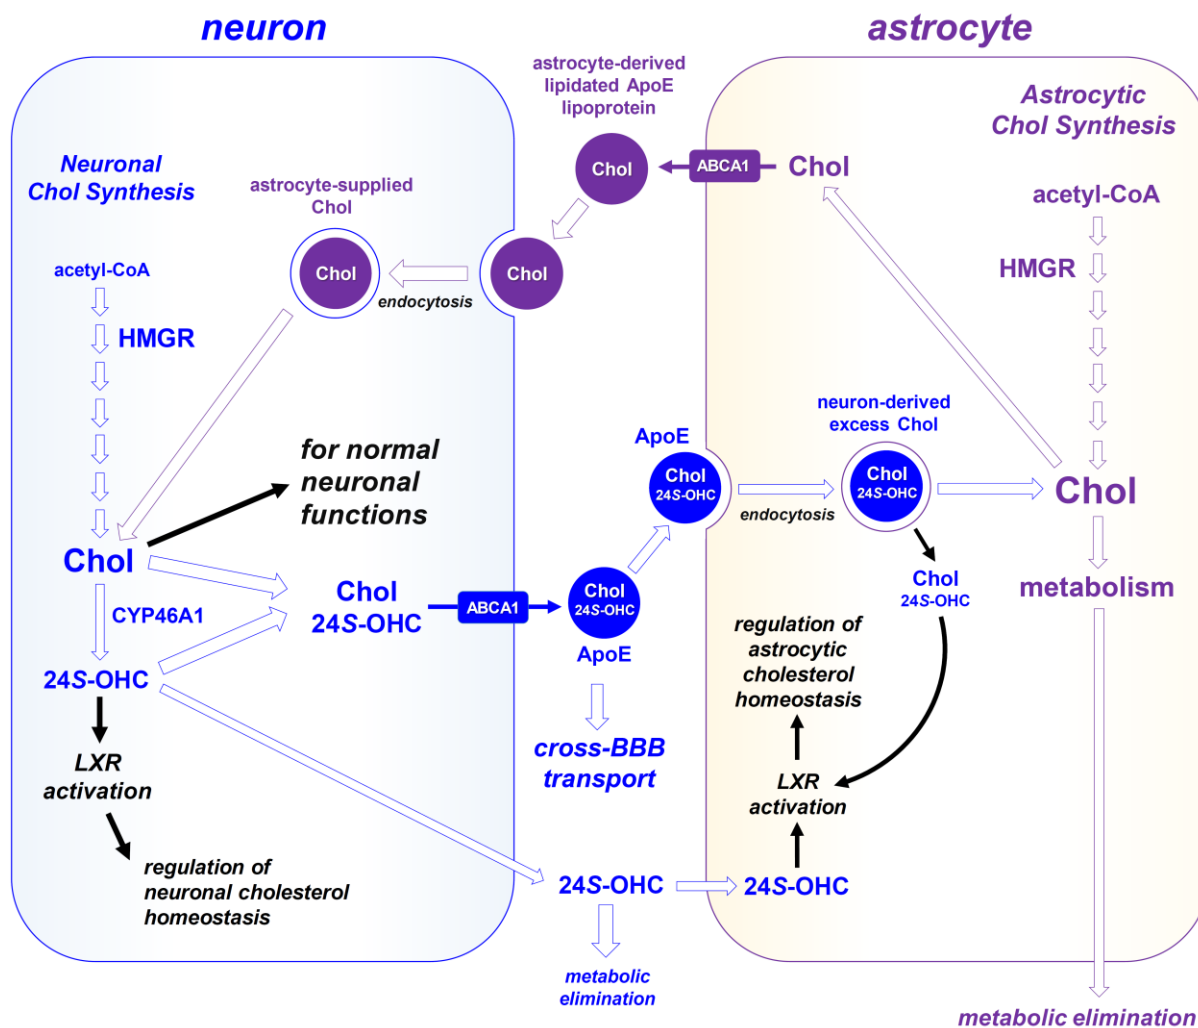 neuron
astrocyte
astrocyte-derived
lipidated ApoE
lipoprotein
Neuronal
Chol Synthesis
astrocyte-supplied
Chol
Chol
ABCA1
Chol
Astrocytic
Chol Synthesis
acetyl-CoA
HMGR
acetyl-CoA
HMGR
Chol
Chol
endocytosis
for normal
neuronal
functions
ApoE
Chol
24S-OHC
endocytosis
neuron-derived
excess Chol
Chol
24S-OHC
Chol
Chol
CYP46A1
24S-OHC
Chol
24S-OHC
ABCA1
Chol
24S-OHC
ApoE
Chol
24S-OHC
metabolism
regulation of
astrocytic
cholesterol
homeostasis
LXR
activation
regulation of
neuronal cholesterol
homeostasis
cross-BBB
transport
LXR
activation
24S-OHC
24S-OHC
metabolic
elimination
metabolic elimination